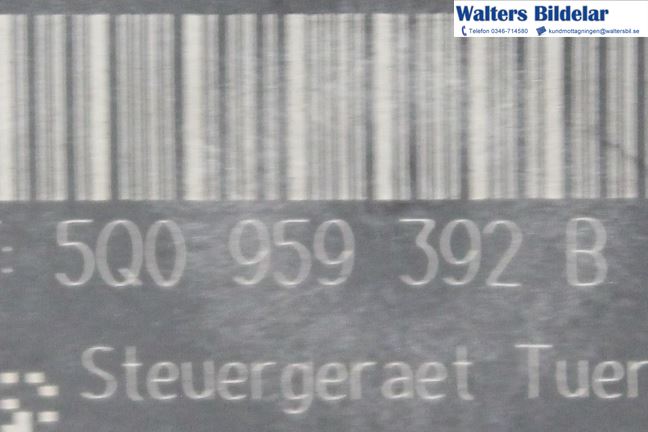 Walters Bildelar
Telefon 0346-714580 kundmottagningen@waltersbil.se
5Q0 959 392 B
Steuergeraet Tuer